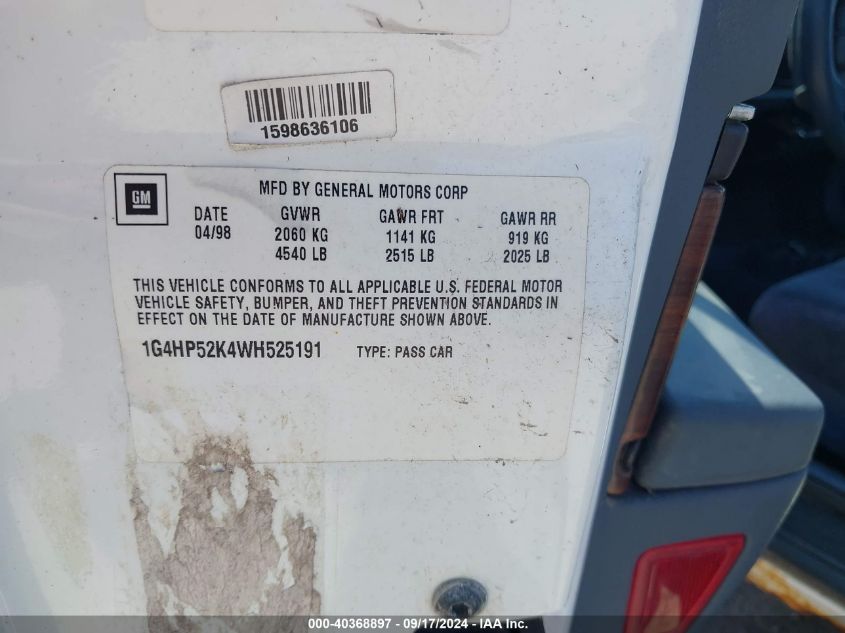 1598636106
GM
MFD BY GENERAL MOTORS CORP
DATE GVWR GAWR FRT GAWR RR
04/98 2060 KG 1141 KG 919 KG
4540 LB 2515 LB 2025 LB
THIS VEHICLE CONFORMS TO ALL APPLICABLE U.S. FEDERAL MOTOR
VEHICLE SAFETY, BUMPER, AND THEFT PREVENTION STANDARDS IN
EFFECT ON THE DATE OF MANUFACTURE SHOWN ABOVE.
1G4HP52K4WH525191 TYPE: PASS CAR
000-40368897 - 09/17/2024 - IAAI.COM